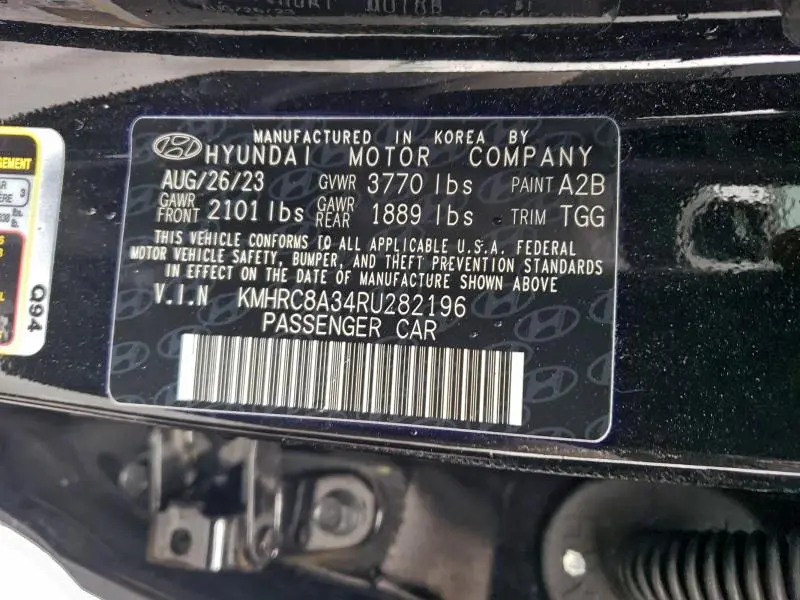 MANUFACTURED IN KOREA BY
HYUNDAI MOTOR COMPANY
AUG/26/23 GVWR 3770 lbs PAINT A2B
GAWR FRONT 2101 lbs GAWR REAR 1889 lbs TRIM TGG
THIS VEHICLE CONFORMS TO ALL APPLICABLE U.S.A. FEDERAL
MOTOR VEHICLE SAFETY, BUMPER, AND THEFT PREVENTION STANDARDS
IN EFFECT ON THE DATE OF MANUFACTURE SHOWN ABOVE
V.I.N KMHRC8A34RU282196
PASSENGER CAR
Q94